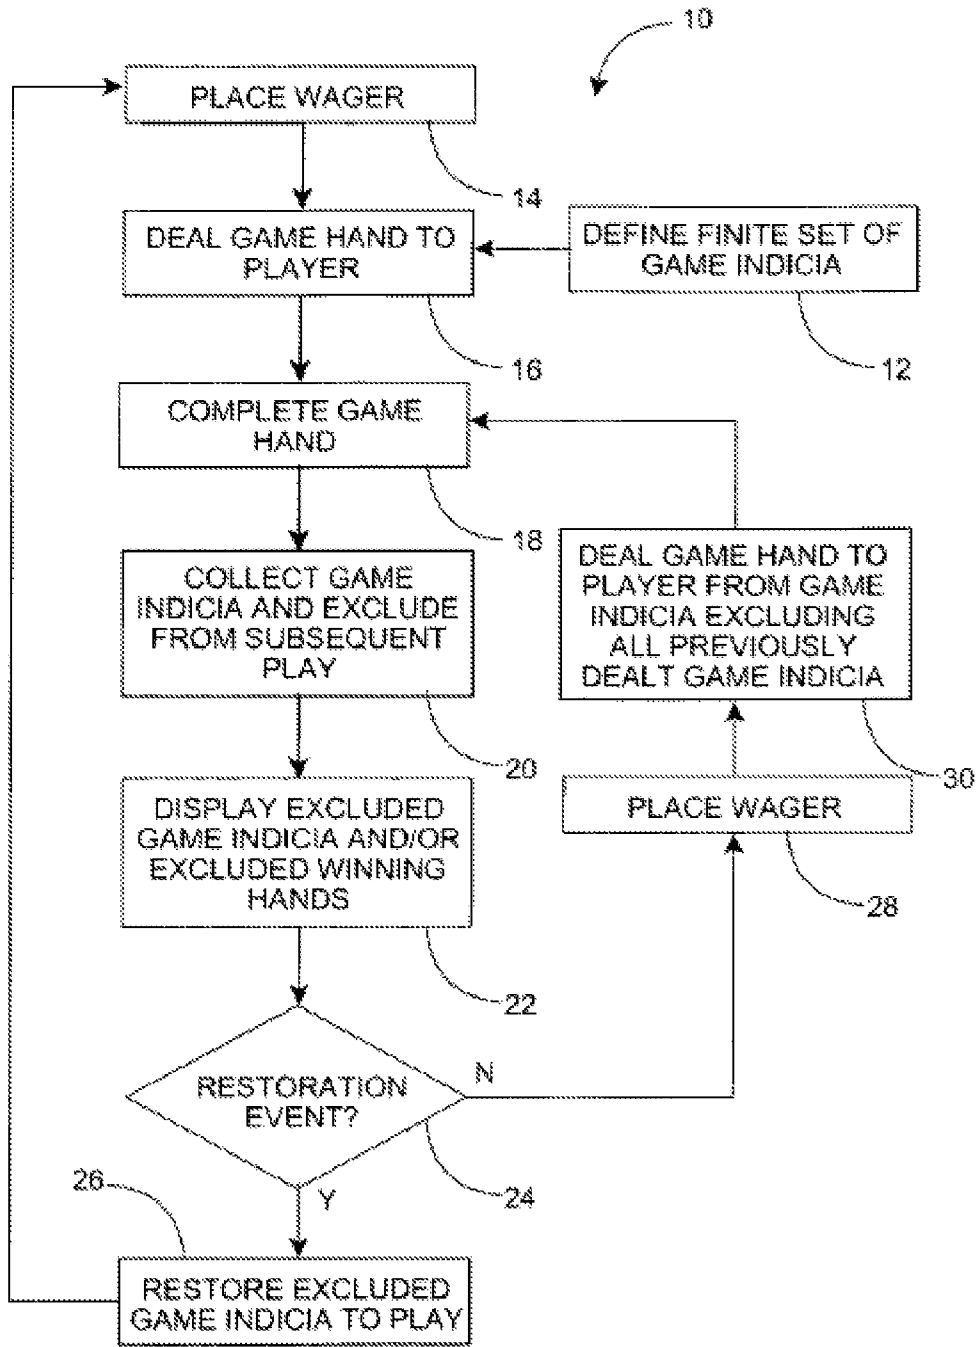 10
PLACE WAGER
14
DEAL GAME HAND TO
PLAYER
16
DEFINE FINITE SET OF
GAME INDICIA
12
COMPLETE GAME
HAND
18
COLLECT GAME
INDICIA AND EXCLUDE
FROM SUBSEQUENT
PLAY
20
DEAL GAME HAND TO
PLAYER FROM GAME
INDICIA EXCLUDING
ALL PREVIOUSLY
DEALT GAME INDICIA
30
DISPLAY EXCLUDED
GAME INDICIA AND/OR
EXCLUDED WINNING
HANDS
22
PLACE WAGER
28
RESTORATION
EVENT?
N
24
Y
26
RESTORE EXCLUDED
GAME INDICIA TO PLAY